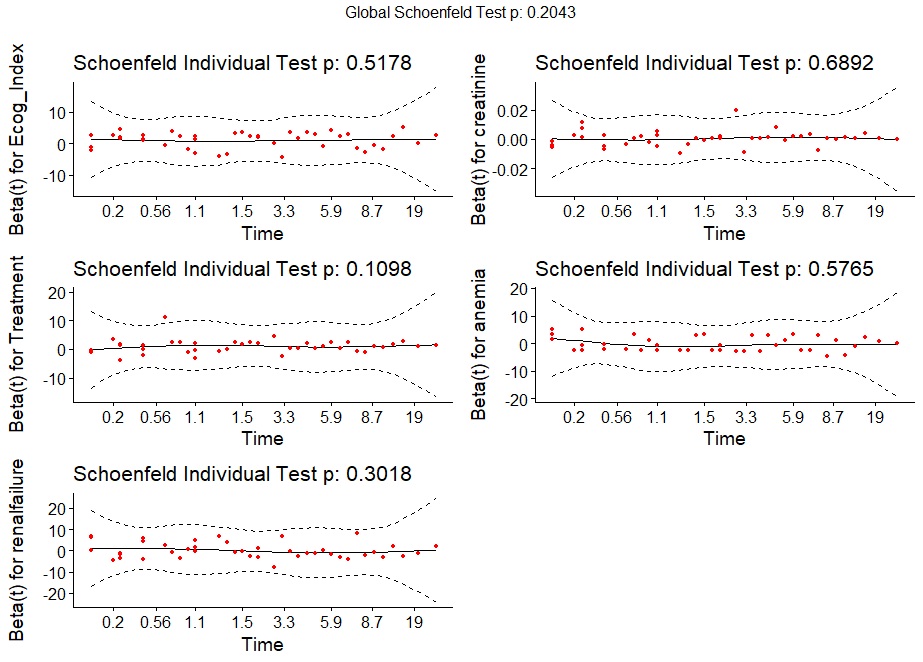 Global Schoenfeld Test p: 0.2043
Schoenfeld Individual Test p: 0.5178
Beta(t) for Ecog_Index
10
0
-10
0.2 0.56 1.1 1.5 3.3 5.9 8.7 19
Time
Schoenfeld Individual Test p: 0.6892
Beta(t) for creatinine
0.02
0.00
-0.02
0.2 0.56 1.1 1.5 3.3 5.9 8.7 19
Time
Schoenfeld Individual Test p: 0.1098
Beta(t) for Treatment
20
10
0
-10
0.2 0.56 1.1 1.5 3.3 5.9 8.7 19
Time
Schoenfeld Individual Test p: 0.5765
Beta(t) for anemia
20
10
0
-10
-20
0.2 0.56 1.1 1.5 3.3 5.9 8.7 19
Time
Schoenfeld Individual Test p: 0.3018
Beta(t) for renalfailure
20
10
0
-10
-20
0.2 0.56 1.1 1.5 3.3 5.9 8.7 19
Time